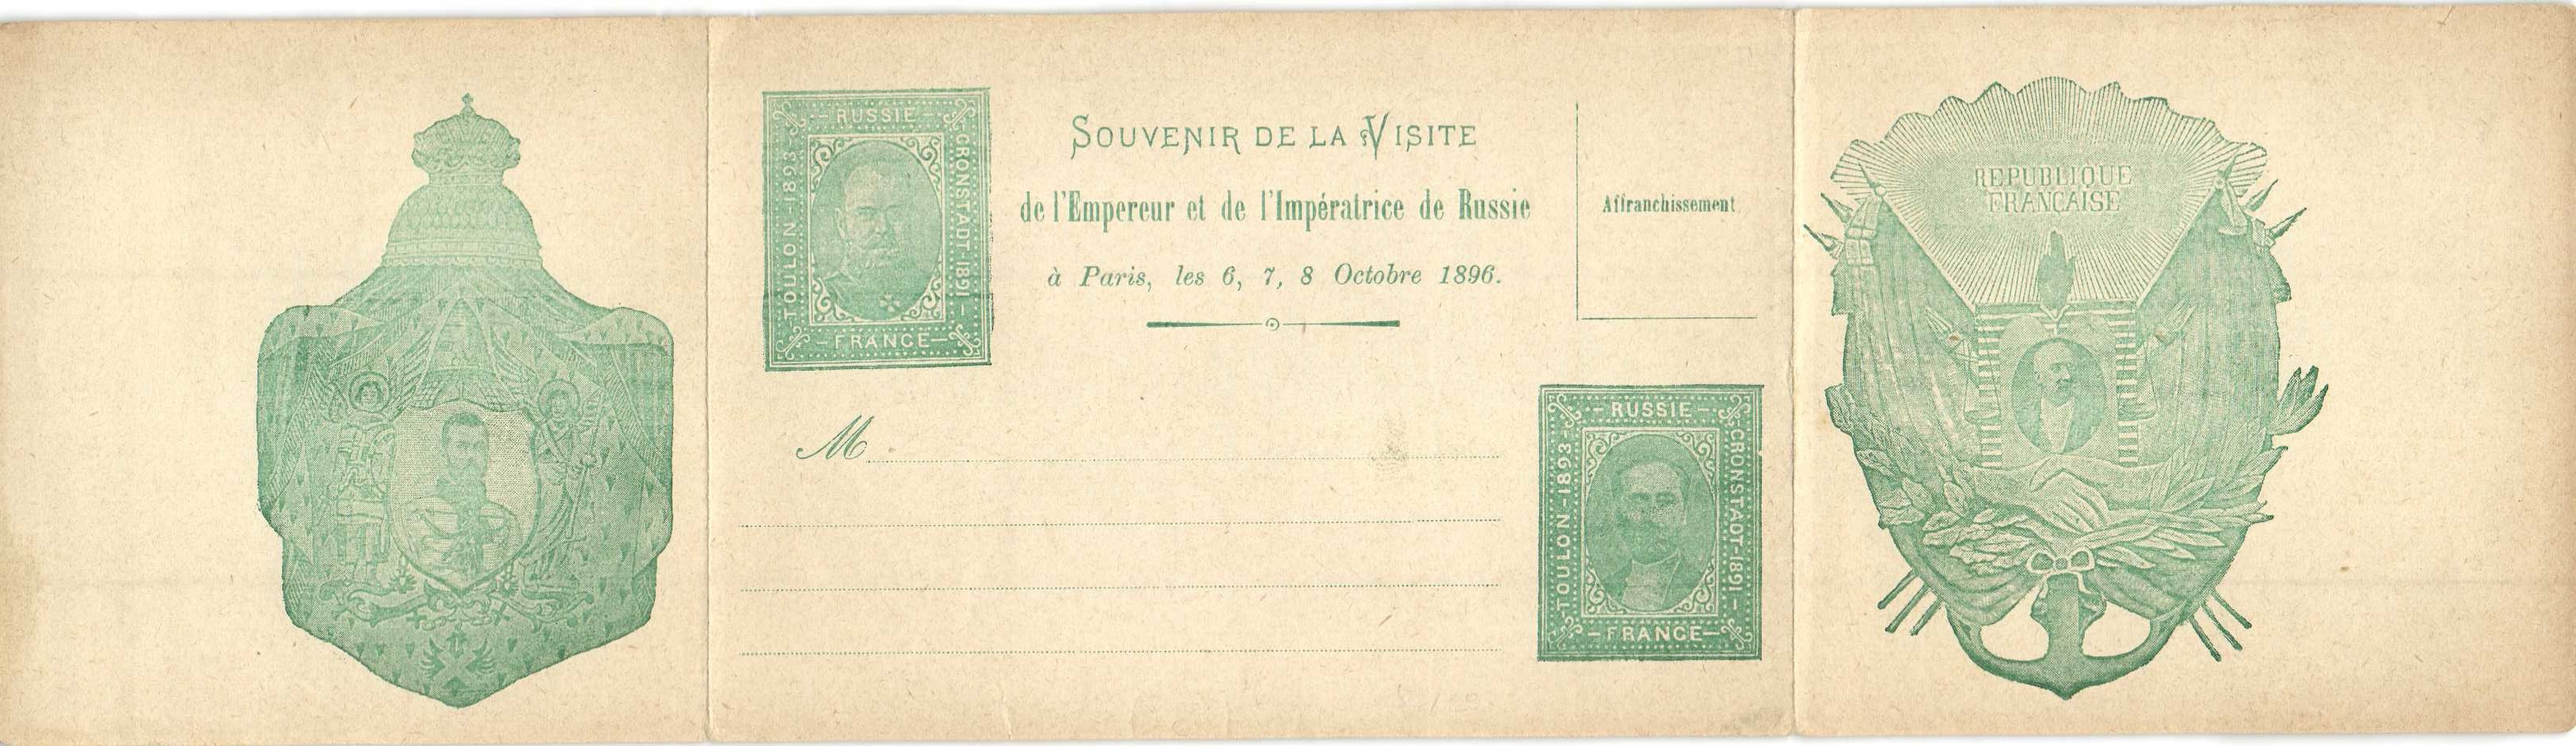 RUSSIE
TOULON-1893
CRONSTADT-1891
FRANCE
SOUVENIR DE LA VISITE
de l'Empereur et de l'Impératrice de Russie
à Paris, les 6, 7, 8 Octobre 1896.
Affranchissement
M
RUSSIE
TOULON-1893
CRONSTADT-1891
FRANCE
REPUBLIQUE
FRANÇAISE